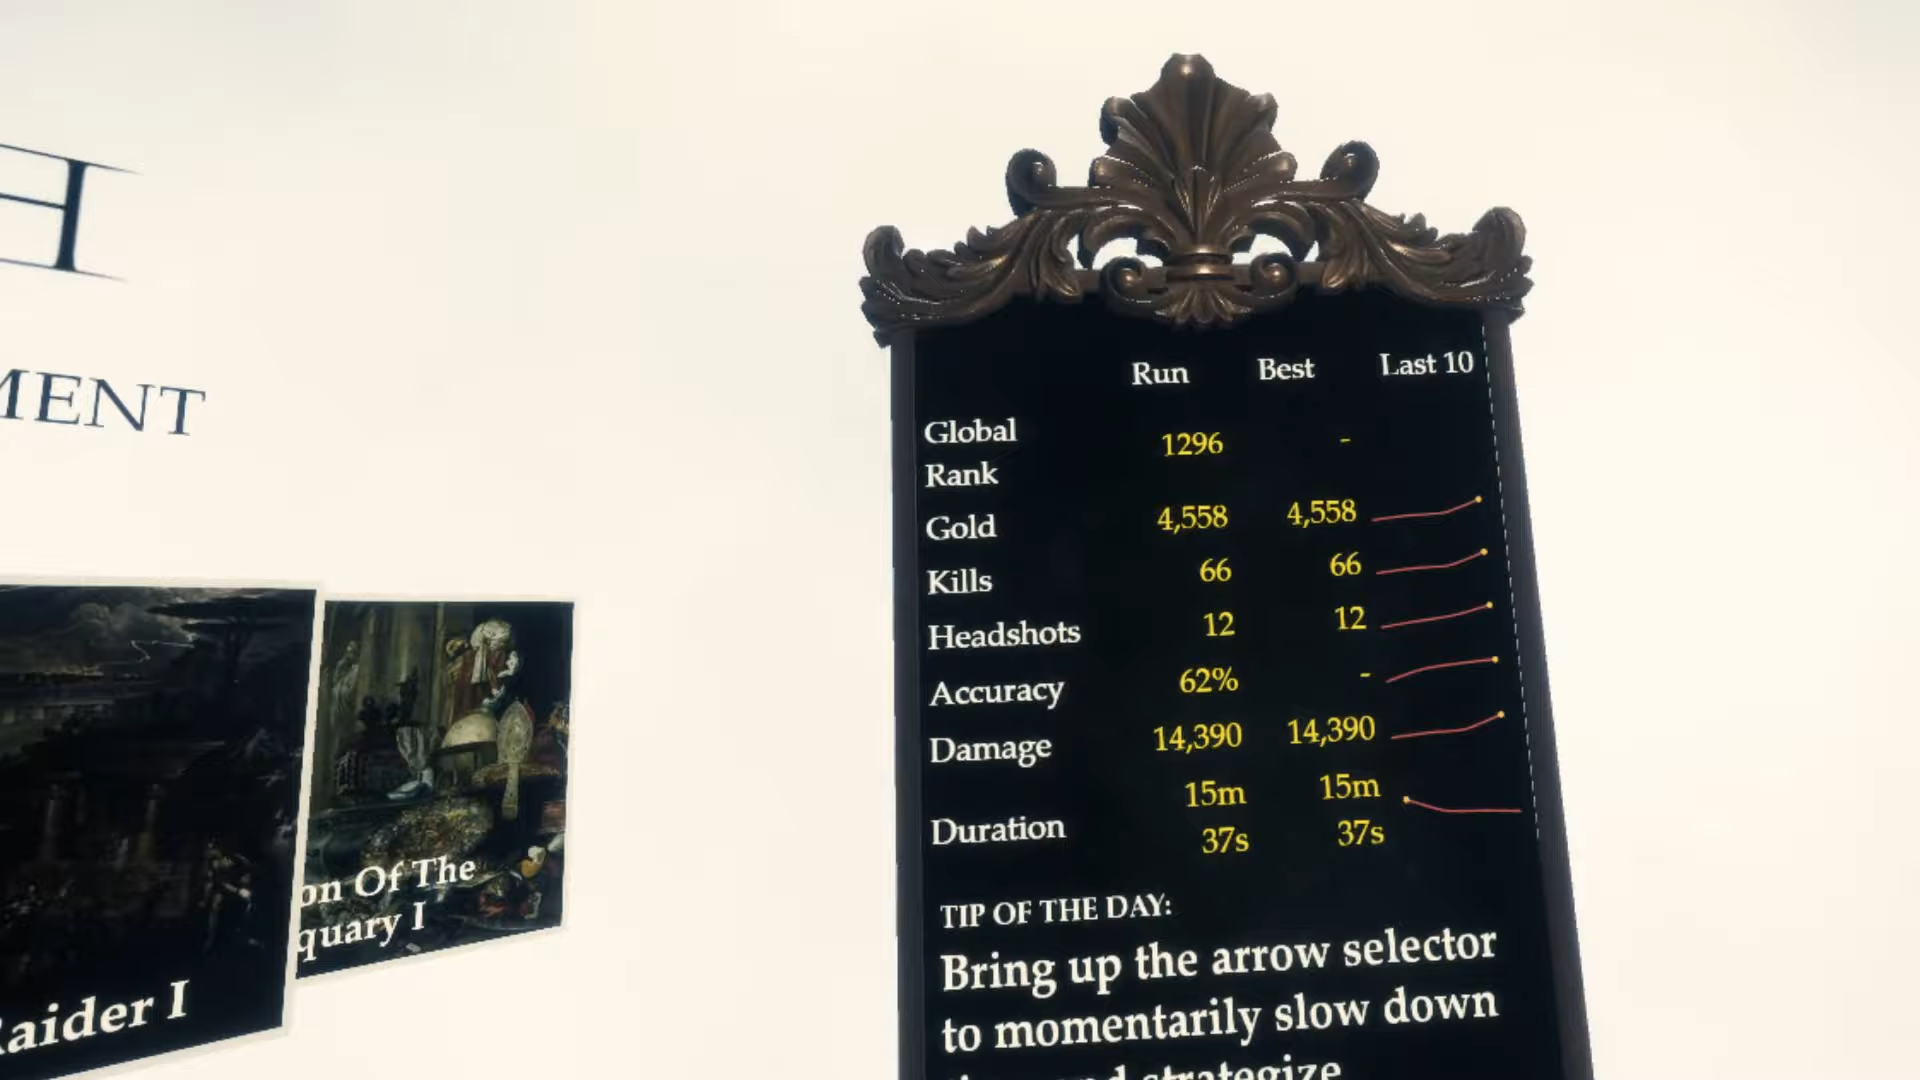 H
MENT
Run Best Last 10
Global Rank 1296 -
Gold 4,558 4,558
Kills 66 66
Headshots 12 12
Accuracy 62% -
Damage 14,390 14,390
Duration 15m 37s 15m 37s
TIP OF THE DAY:
Bring up the arrow selector
to momentarily slow down
and strategize
on Of The
quary I
Raider I